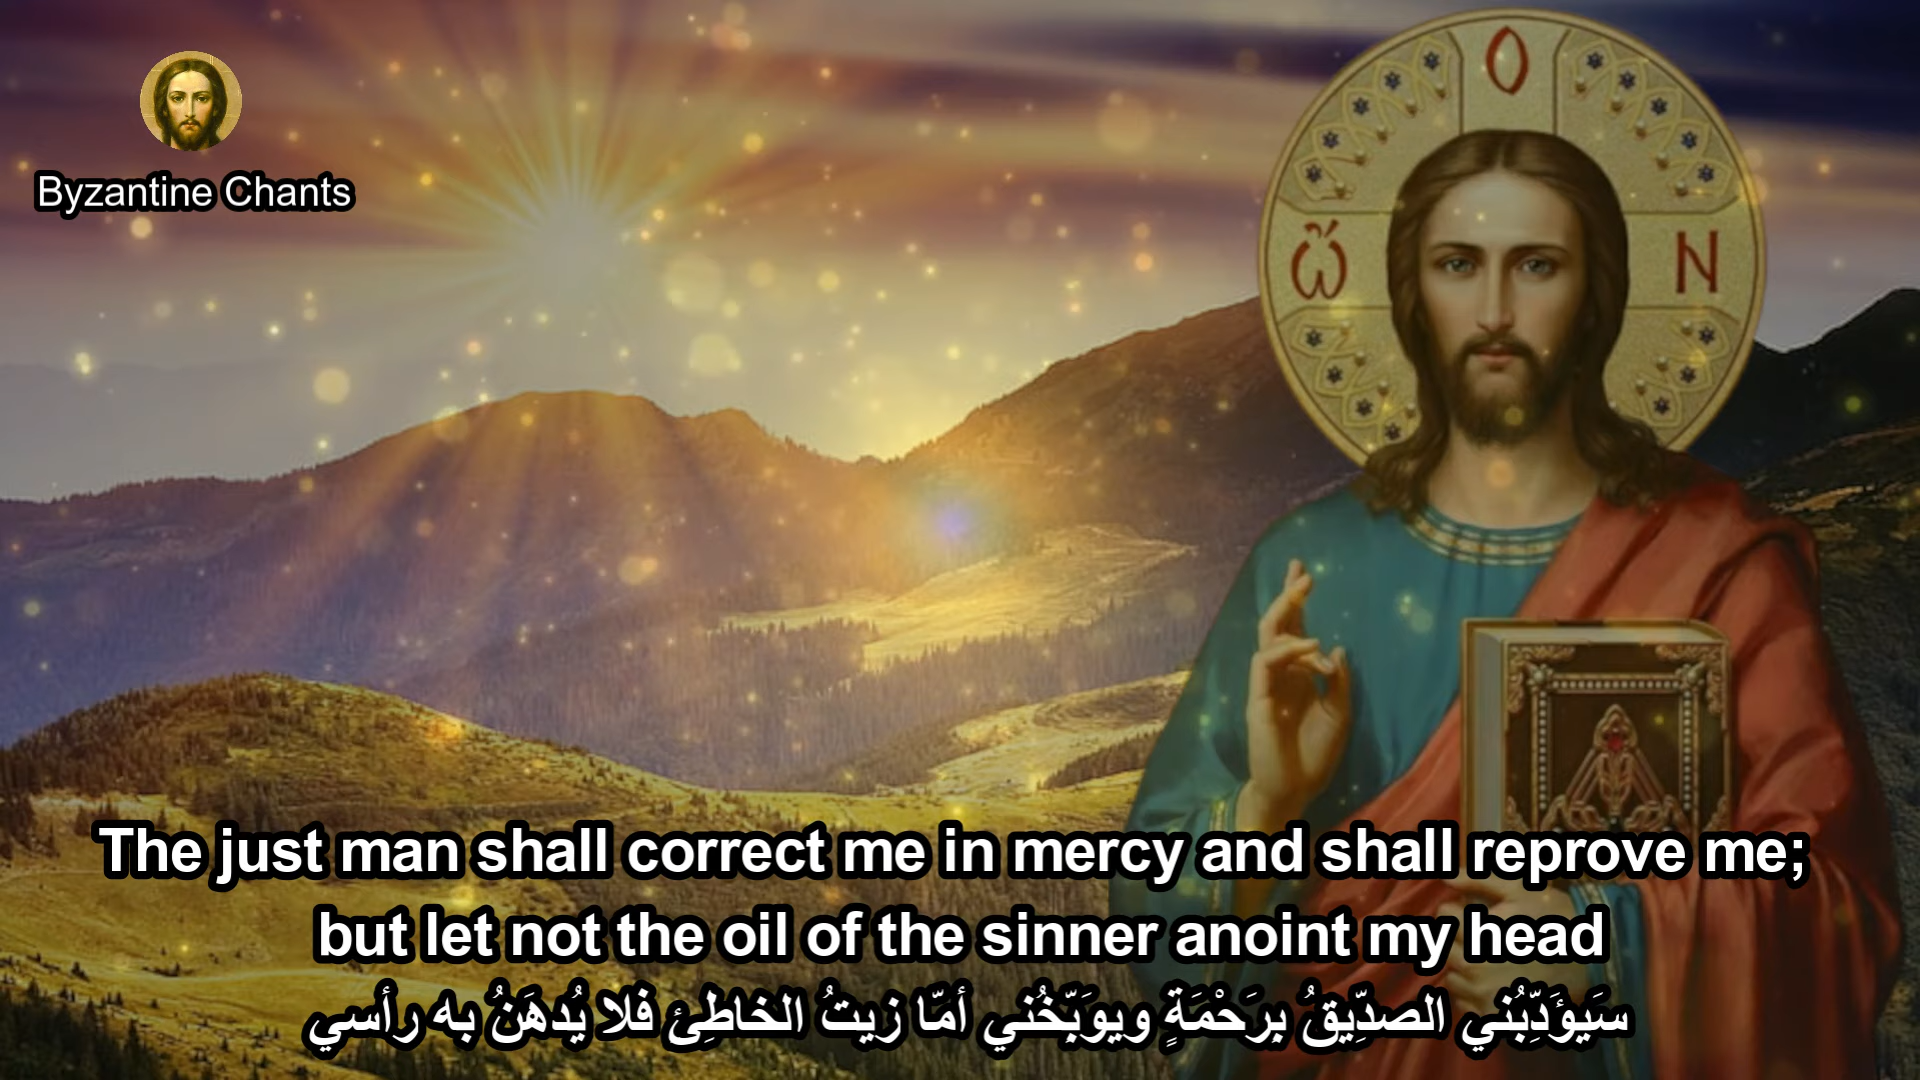 Byzantine Chants
Ο
Ὤ Ν
The just man shall correct me in mercy and shall reprove me;
but let not the oil of the sinner anoint my head
سَيؤَدِّبُني الصدِّيقُ بِرَحْمَةٍ ويوَبِّخُني أمّا زيتُ الخاطِئ فلا يُدهَنُ به رأسي